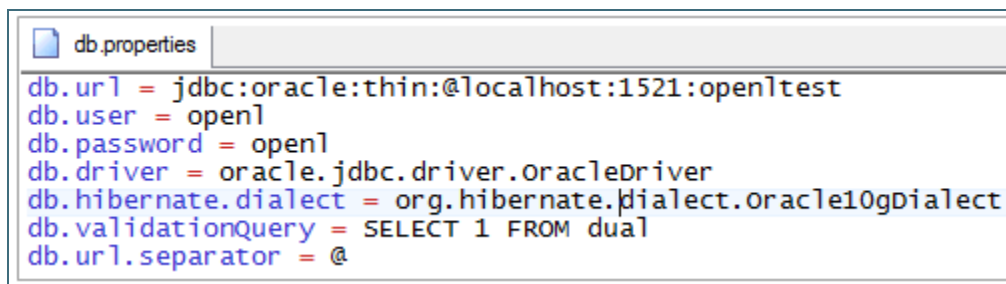 db.properties
db.url = jdbc:oracle:thin:@localhost:1521:openltest
db.user = openl
db.password = openl
db.driver = oracle.jdbc.driver.OracleDriver
db.hibernate.dialect = org.hibernate.dialect.Oracle10gDialect
db.validationQuery = SELECT 1 FROM dual
db.url.separator = @